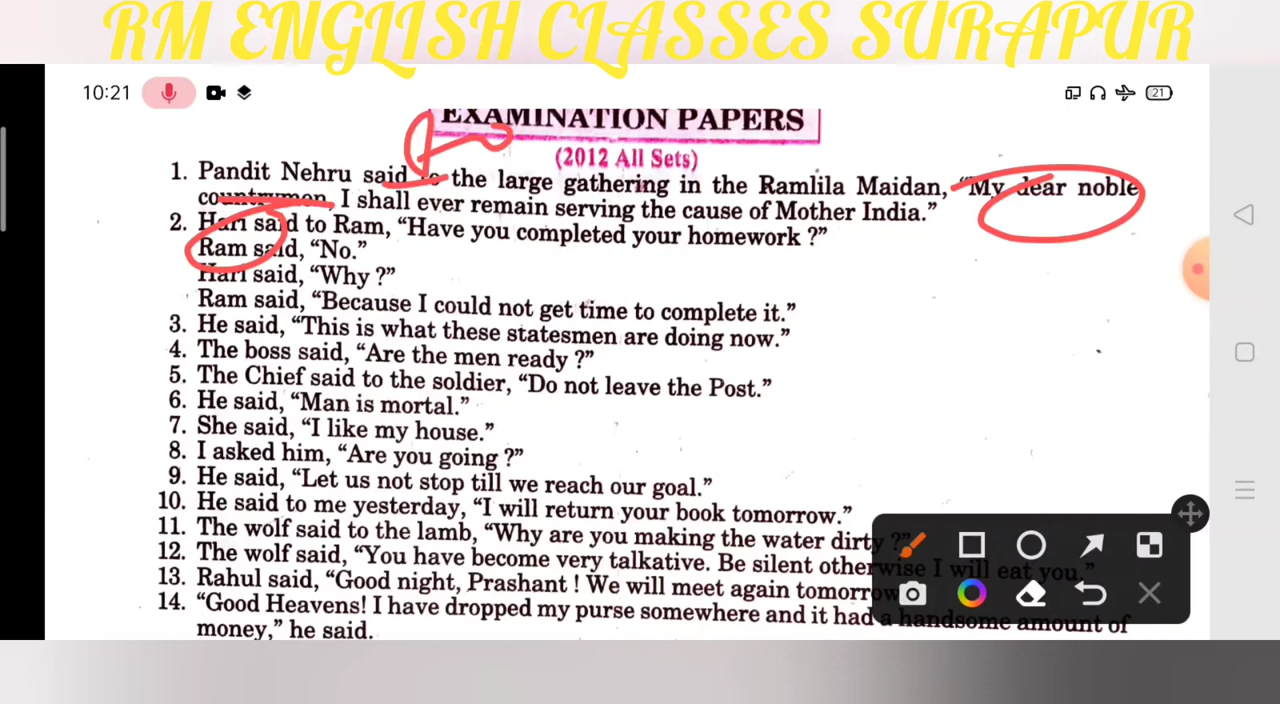 RM ENGLISH CLASSES SURAPUR
10:21
21
EXAMINATION PAPERS
(2012 All Sets)
1. Pandit Nehru said to the large gathering in the Ramlila Maidan, “My dear noble
countrymen, I shall ever remain serving the cause of Mother India.”
2. Hari said to Ram, “Have you completed your homework ?”
Ram said, “No.”
Hari said, “Why ?”
Ram said, “Because I could not get time to complete it.”
3. He said, “This is what these statesmen are doing now.”
4. The boss said, “Are the men ready ?”
5. The Chief said to the soldier, “Do not leave the Post.”
6. He said, “Man is mortal.”
7. She said, “I like my house.”
8. I asked him, “Are you going ?”
9. He said, “Let us not stop till we reach our goal.”
10. He said to me yesterday, “I will return your book tomorrow.”
11. The wolf said to the lamb, “Why are you making the water dirty ?”
12. The wolf said, “You have become very talkative. Be silent otherwise I will eat you.”
13. Rahul said, “Good night, Prashant ! We will meet again tomorrow
14. “Good Heavens! I have dropped my purse somewhere and it had a handsome amount of
money,” he said.